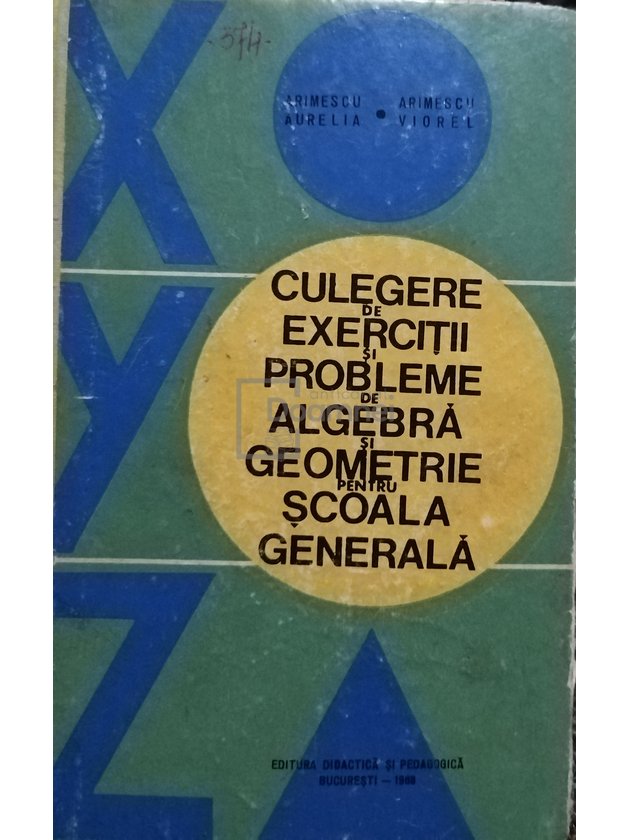 X
ARIMESCU ARIMESCU
AURELIA • VIOREL
CULEGERE
DE
EXERCIȚII
ȘI
PROBLEME
DE
ALGEBRĂ
ȘI
GEOMETRIE
PENTRU
ȘCOALA
GENERALĂ
Y
Z
EDITURA DIDACTICĂ ȘI PEDAGOGICĂ
BUCUREȘTI — 1968